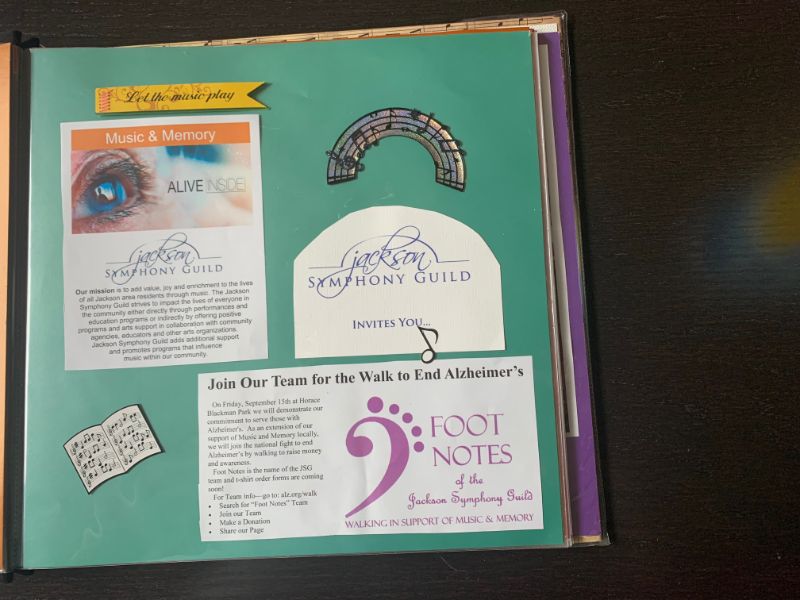 Let the music play
Music & Memory
ALIVE INSIDE
jackson
SYMPHONY GUILD
Our mission is to add value, joy and enrichment to the lives
of all Jackson area residents through music. The Jackson
Symphony Guild strives to impact the lives of everyone in
the community either directly through performances and
education programs or indirectly by offering positive
programs and arts support in collaboration with community
agencies, educators and other arts organizations.
Jackson Symphony Guild adds additional support
and promotes programs that influence
music within our community.
jackson
SYMPHONY GUILD
INVITES YOU...
Join Our Team for the Walk to End Alzheimer's
On Friday, September 15th at Horace
Blackman Park we will demonstrate our
commitment to serve those with
Alzheimer's. As an extension of our
support of Music and Memory locally,
we will join the national fight to end
Alzheimer's by walking to raise money
and awareness.
Foot Notes is the name of the JSG
team and t-shirt order forms are coming
soon!
For Team info—go to: alz.org/walk
• Search for "Foot Notes" Team
• Join our Team
• Make a Donation
• Share our Page
FOOT
NOTES
of the
Jackson Symphony Guild
WALKING IN SUPPORT OF MUSIC & MEMORY